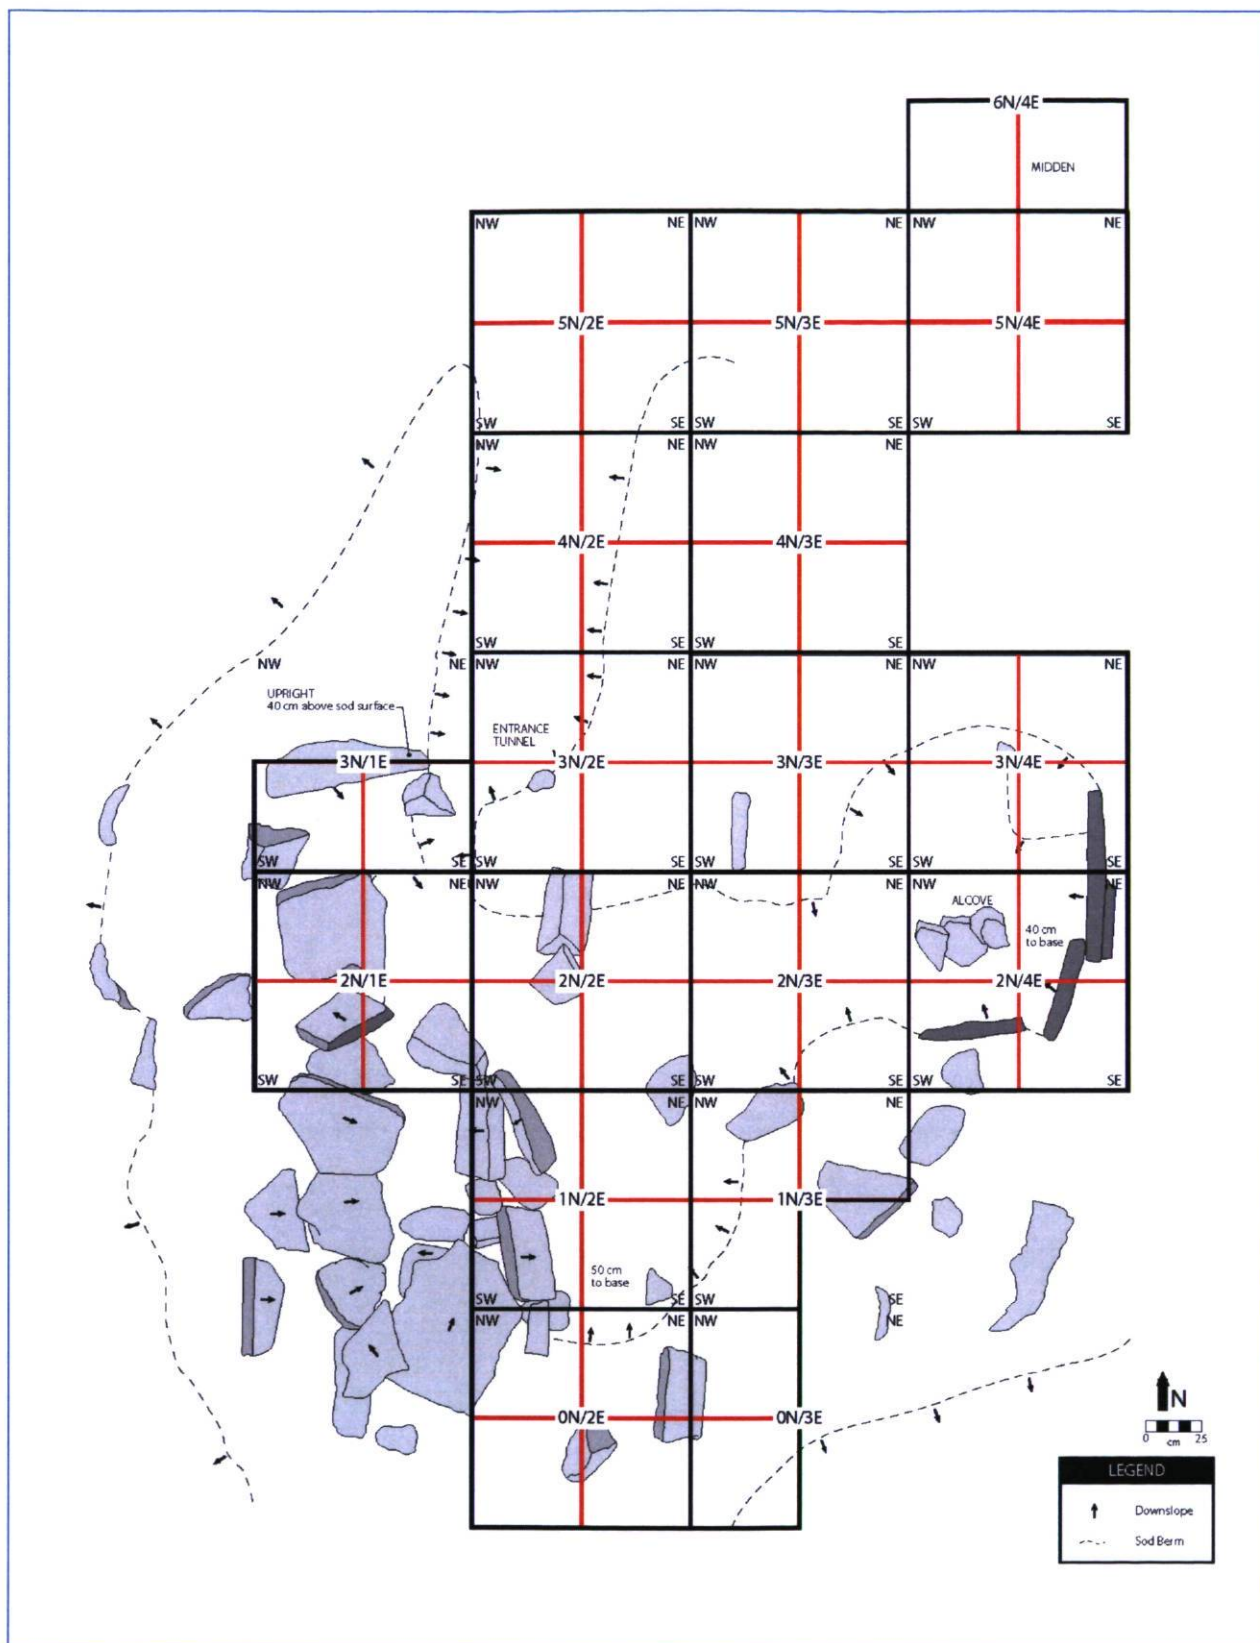 6N/4E
MIDDEN
NW NE NW NE NW NE
5N/2E 5N/3E 5N/4E
SW SE SW SE SW SE
NW NE NW NE
4N/2E 4N/3E
SW SE SW SE
NW NE NW NE NW NE NW NE
UPRIGHT
40 cm above sod surface
ENTRANCE
TUNNEL
3N/1E 3N/2E 3N/3E 3N/4E
SW SE SW SE SW SE SW SE
NW NE NW NE NW NE NW NE
ALCOVE
40 cm
to base
2N/1E 2N/2E 2N/3E 2N/4E
SW SE SW SE SW SE SW SE
NW NE NW NE
1N/2E 1N/3E
50 cm
to base
SW SE SW SE
NW NE NW NE
0N/2E 0N/3E
N
0 cm 25
LEGEND
Downslope
Sod Berm